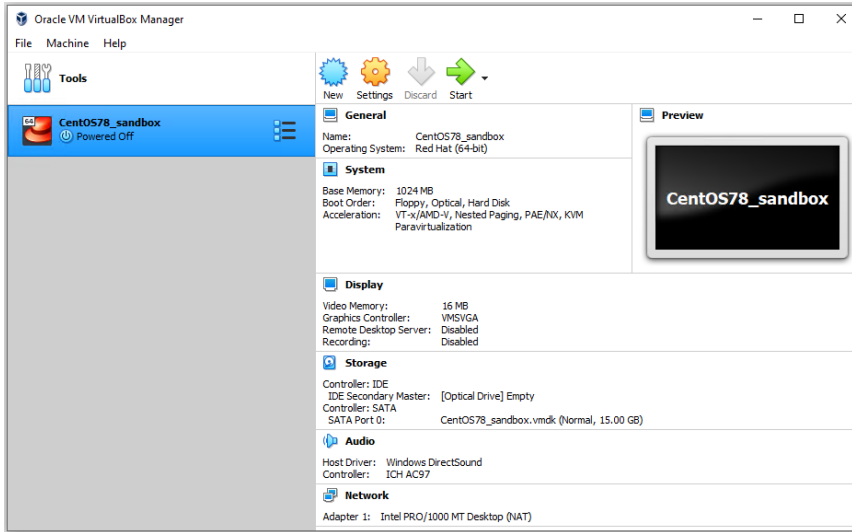 Oracle VM VirtualBox Manager
File Machine Help
Tools
New Settings Discard Start
64
CentOS78_sandbox
Powered Off
General
Name: CentOS78_sandbox
Operating System: Red Hat (64-bit)
Preview
CentOS78_sandbox
System
Base Memory: 1024 MB
Boot Order: Floppy, Optical, Hard Disk
Acceleration: VT-x/AMD-V, Nested Paging, PAE/NX, KVM
Paravirtualization
Display
Video Memory: 16 MB
Graphics Controller: VMSVGA
Remote Desktop Server: Disabled
Recording: Disabled
Storage
Controller: IDE
IDE Secondary Master: [Optical Drive] Empty
Controller: SATA
SATA Port 0: CentOS78_sandbox.vmdk (Normal, 15.00 GB)
Audio
Host Driver: Windows DirectSound
Controller: ICH AC97
Network
Adapter 1: Intel PRO/1000 MT Desktop (NAT)